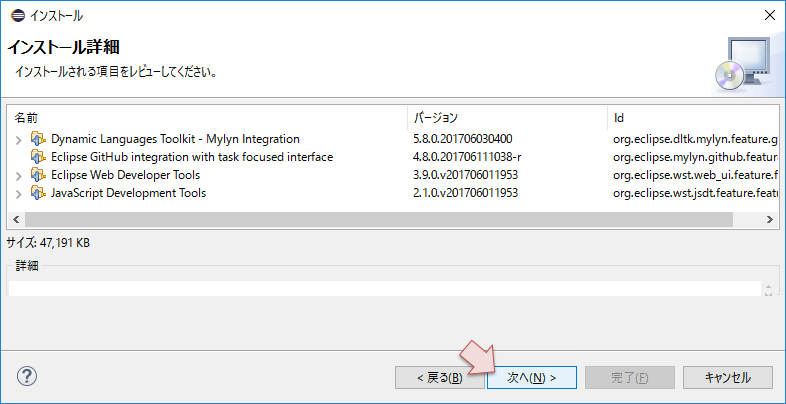 インストール
インストール詳細
インストールされる項目をレビューしてください。
名前 バージョン Id
Dynamic Languages Toolkit - Mylyn Integration 5.8.0.201706030400 org.eclipse.dltk.mylyn.feature.g
Eclipse GitHub integration with task focused interface 4.8.0.201706111038-r org.eclipse.mylyn.github.feature
Eclipse Web Developer Tools 3.9.0.v201706011953 org.eclipse.wst.web_ui.feature.f
JavaScript Development Tools 2.1.0.v201706011953 org.eclipse.wst.jsdt.feature.featu
サイズ: 47,191 KB
詳細
? < 戻る(B) 次へ(N) > 完了(F) キャンセル